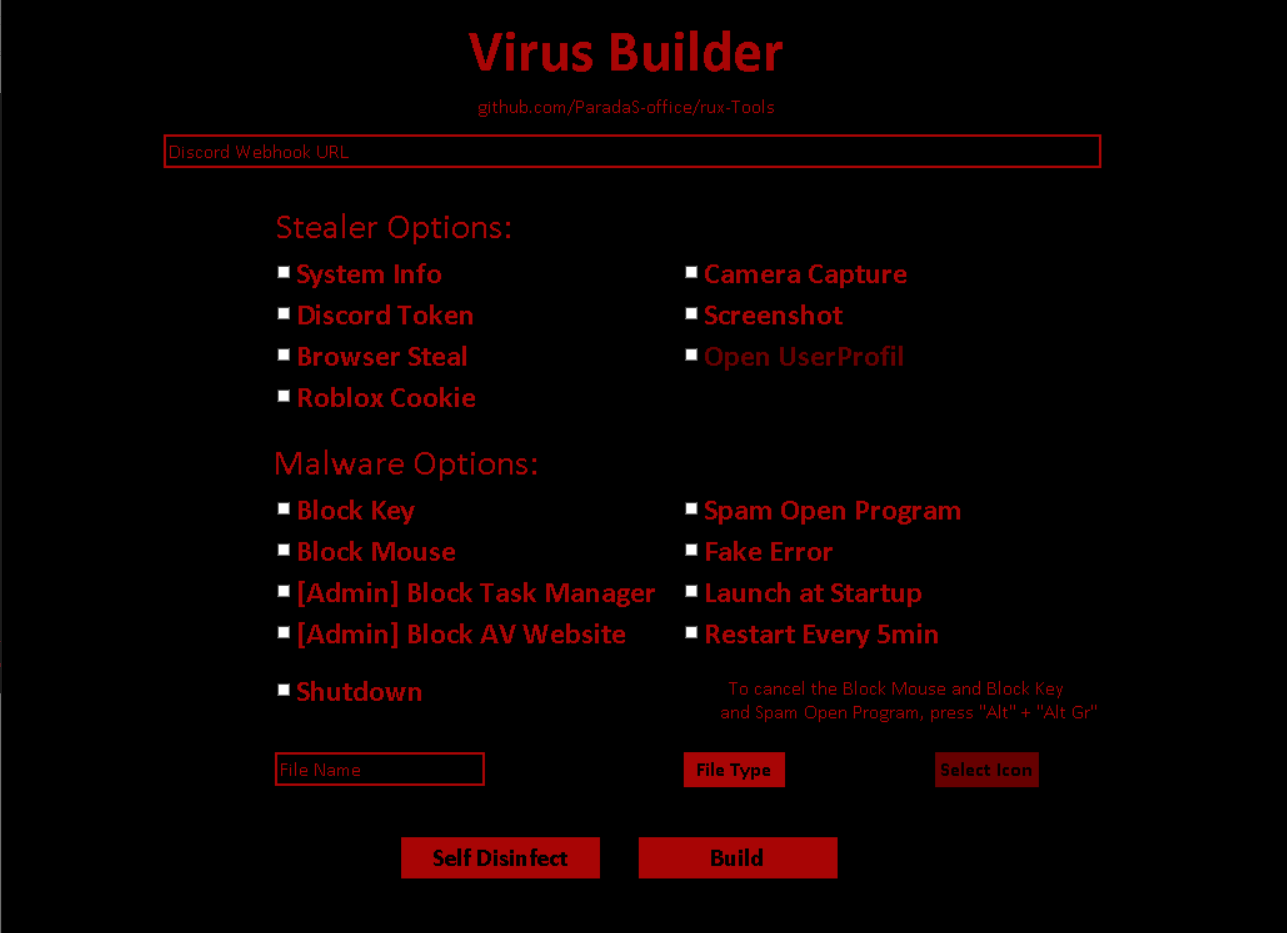 Virus Builder
github.com/ParadaS-office/rux-Tools
Discord Webhook URL
Stealer Options:
System Info
Camera Capture
Discord Token
Screenshot
Browser Steal
Open UserProfil
Roblox Cookie
Malware Options:
Block Key
Spam Open Program
Block Mouse
Fake Error
[Admin] Block Task Manager
Launch at Startup
[Admin] Block AV Website
Restart Every 5min
Shutdown
To cancel the Block Mouse and Block Key
and Spam Open Program, press "Alt" + "Alt Gr"
File Name
File Type
Select Icon
Self Disinfect
Build